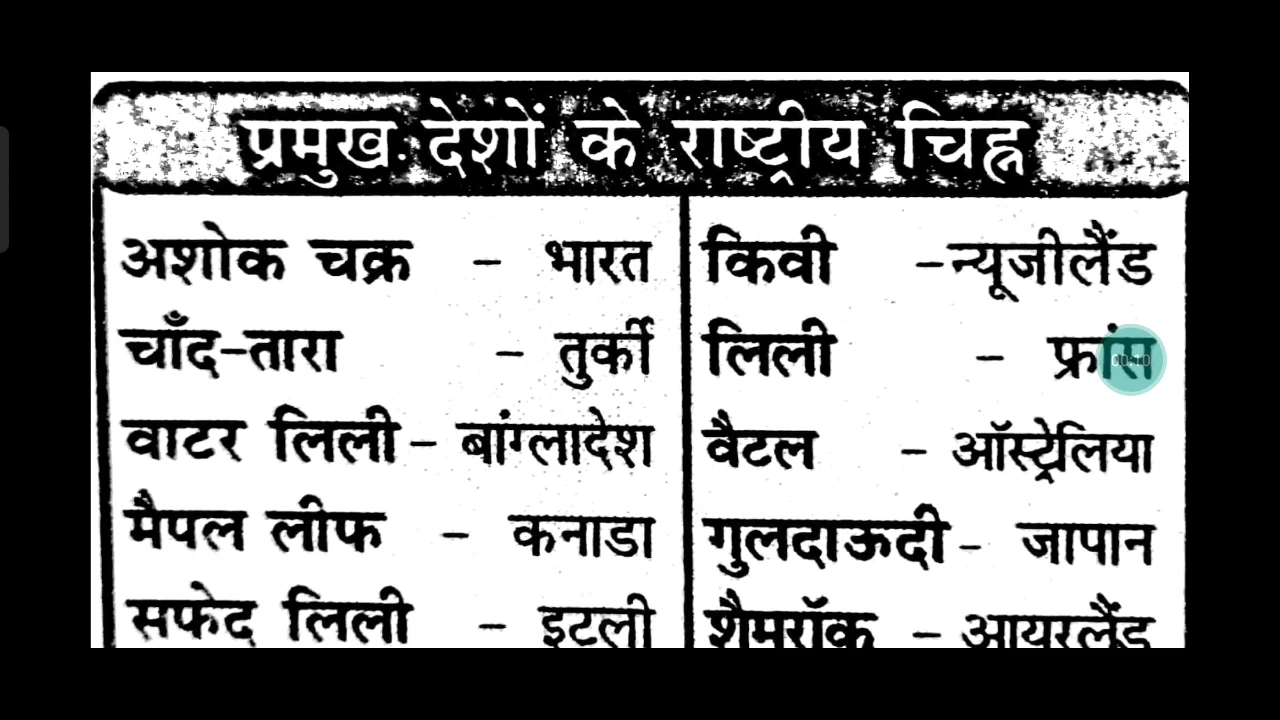 प्रमुख देशों के राष्ट्रीय चिह्न
अशोक चक्र – भारत
चाँद-तारा – तुर्की
वाटर लिली – बांग्लादेश
मैपल लीफ – कनाडा
सफेद लिली – इटली
किवी – न्यूजीलैंड
लिली – फ्रांस
वैटल – ऑस्ट्रेलिया
गुलदाऊदी – जापान
शैमरॉक – आयरलैंड